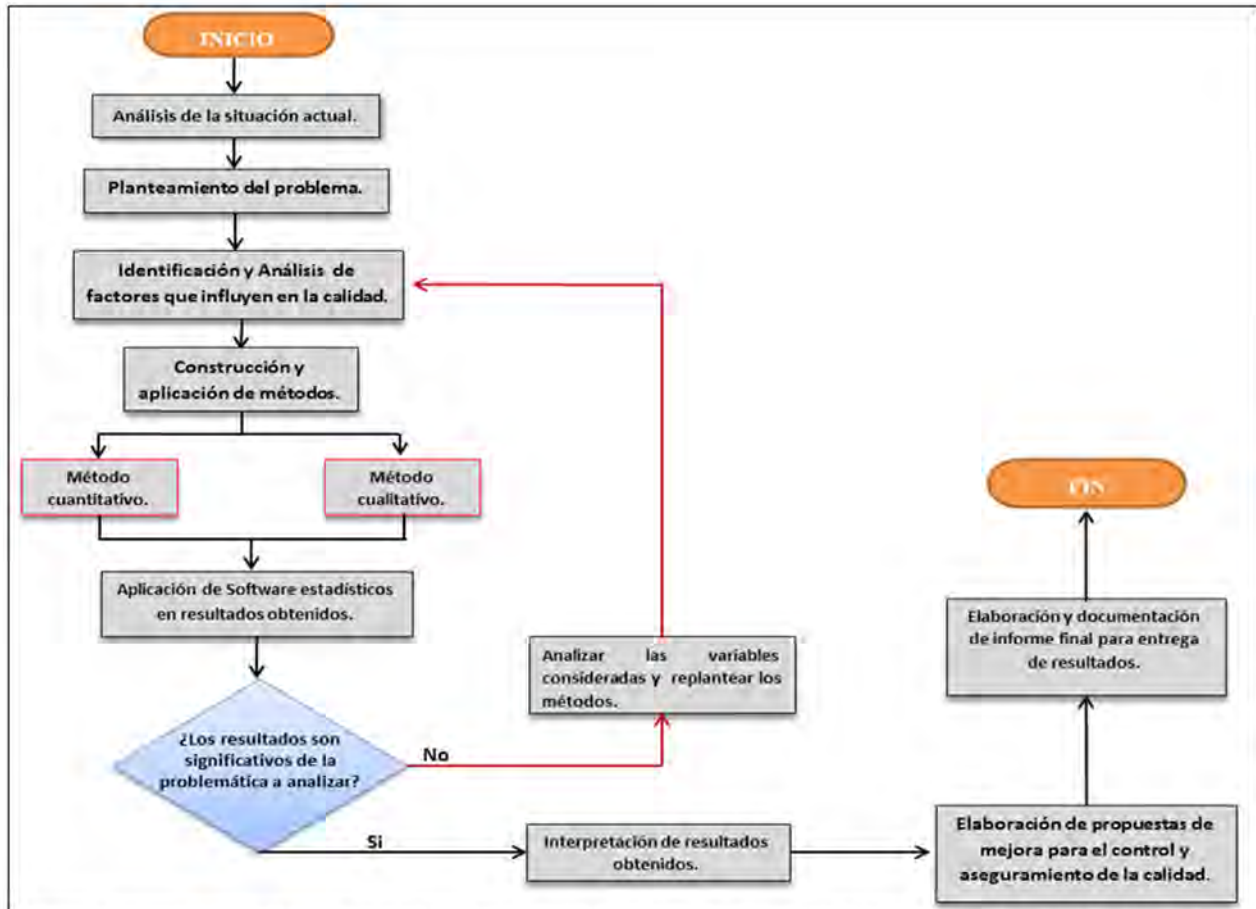 INICIO
Análisis de la situación actual.
Planteamiento del problema.
Identificación y Análisis de
factores que influyen en la calidad.
Construcción y
aplicación de métodos.
Método
cuantitativo.
Método
cualitativo.
Aplicación de Software estadísticos
en resultados obtenidos.
¿Los resultados son
significativos de la
problemática a analizar?
No
Analizar las variables
consideradas y replantear los
métodos.
Si
Interpretación de resultados
obtenidos.
Elaboración de propuestas de
mejora para el control y
aseguramiento de la calidad.
Elaboración y documentación
de informe final para entrega
de resultados.
FIN